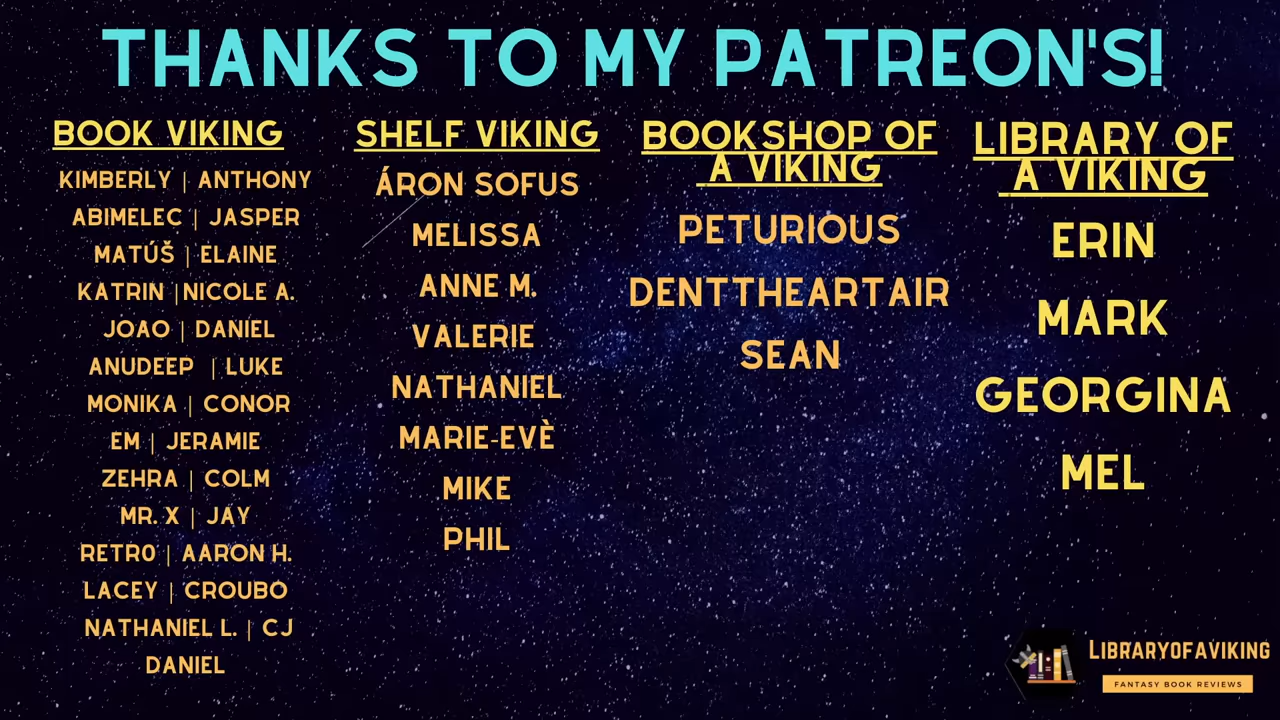 THANKS TO MY PATREON'S!
BOOK VIKING
KIMBERLY | ANTHONY
ABIMELEC | JASPER
MATÚŠ | ELAINE
KATRIN |NICOLE A.
JOAO | DANIEL
ANUDEEP | LUKE
MONIKA | CONOR
EM | JERAMIE
ZEHRA | COLM
MR. X | JAY
RETR0 | AARON H.
LACEY | CROUBO
NATHANIEL L. | CJ
DANIEL
SHELF VIKING
ÁRON SOFUS
MELISSA
ANNE M.
VALERIE
NATHANIEL
MARIE-EVÈ
MIKE
PHIL
BOOKSHOP OF
A VIKING
PETURIOUS
DENTTHEARTAIR
SEAN
LIBRARY OF
A VIKING
ERIN
MARK
GEORGINA
MEL
LIBRARYOFAVIKING
FANTASY BOOK REVIEWS